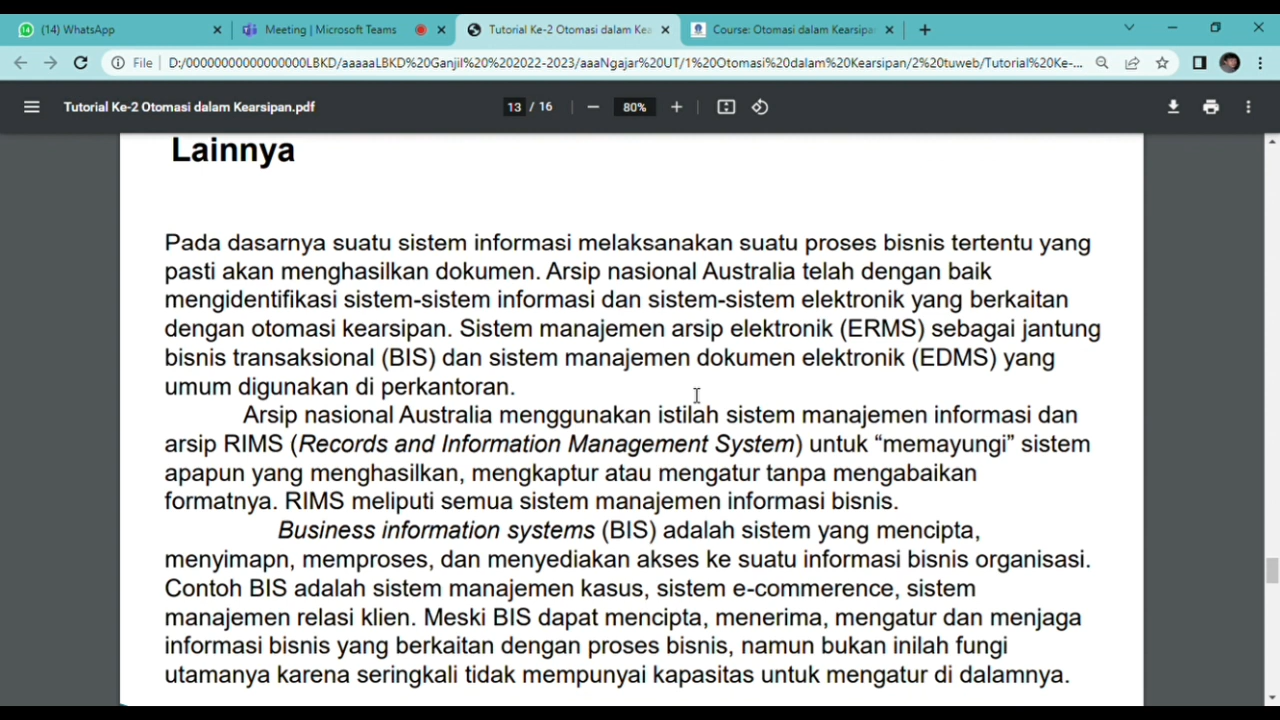 14
(14) WhatsApp
Meeting | Microsoft Teams
Tutorial Ke-2 Otomasi dalam Kea
Course: Otomasi dalam Kearsipa
File
D:/00000000000000000LBKD/aaaaaLBKD%20Ganjil%20%202022-2023/aaaNgajar%20UT/1%20Otomasi%20dalam%20Kearsipan/2%20tuweb/Tutorial%20Ke-...
Tutorial Ke-2 Otomasi dalam Kearsipan.pdf
13 / 16
80%
Lainnya
Pada dasarnya suatu sistem informasi melaksanakan suatu proses bisnis tertentu yang
pasti akan menghasilkan dokumen. Arsip nasional Australia telah dengan baik
mengidentifikasi sistem-sistem informasi dan sistem-sistem elektronik yang berkaitan
dengan otomasi kearsipan. Sistem manajemen arsip elektronik (ERMS) sebagai jantung
bisnis transaksional (BIS) dan sistem manajemen dokumen elektronik (EDMS) yang
umum digunakan di perkantoran.
Arsip nasional Australia menggunakan istilah sistem manajemen informasi dan
arsip RIMS (Records and Information Management System) untuk “memayungi” sistem
apapun yang menghasilkan, mengkaptur atau mengatur tanpa mengabaikan
formatnya. RIMS meliputi semua sistem manajemen informasi bisnis.
Business information systems (BIS) adalah sistem yang mencipta,
menyimapn, memproses, dan menyediakan akses ke suatu informasi bisnis organisasi.
Contoh BIS adalah sistem manajemen kasus, sistem e-commerence, sistem
manajemen relasi klien. Meski BIS dapat mencipta, menerima, mengatur dan menjaga
informasi bisnis yang berkaitan dengan proses bisnis, namun bukan inilah fungi
utamanya karena seringkali tidak mempunyai kapasitas untuk mengatur di dalamnya.